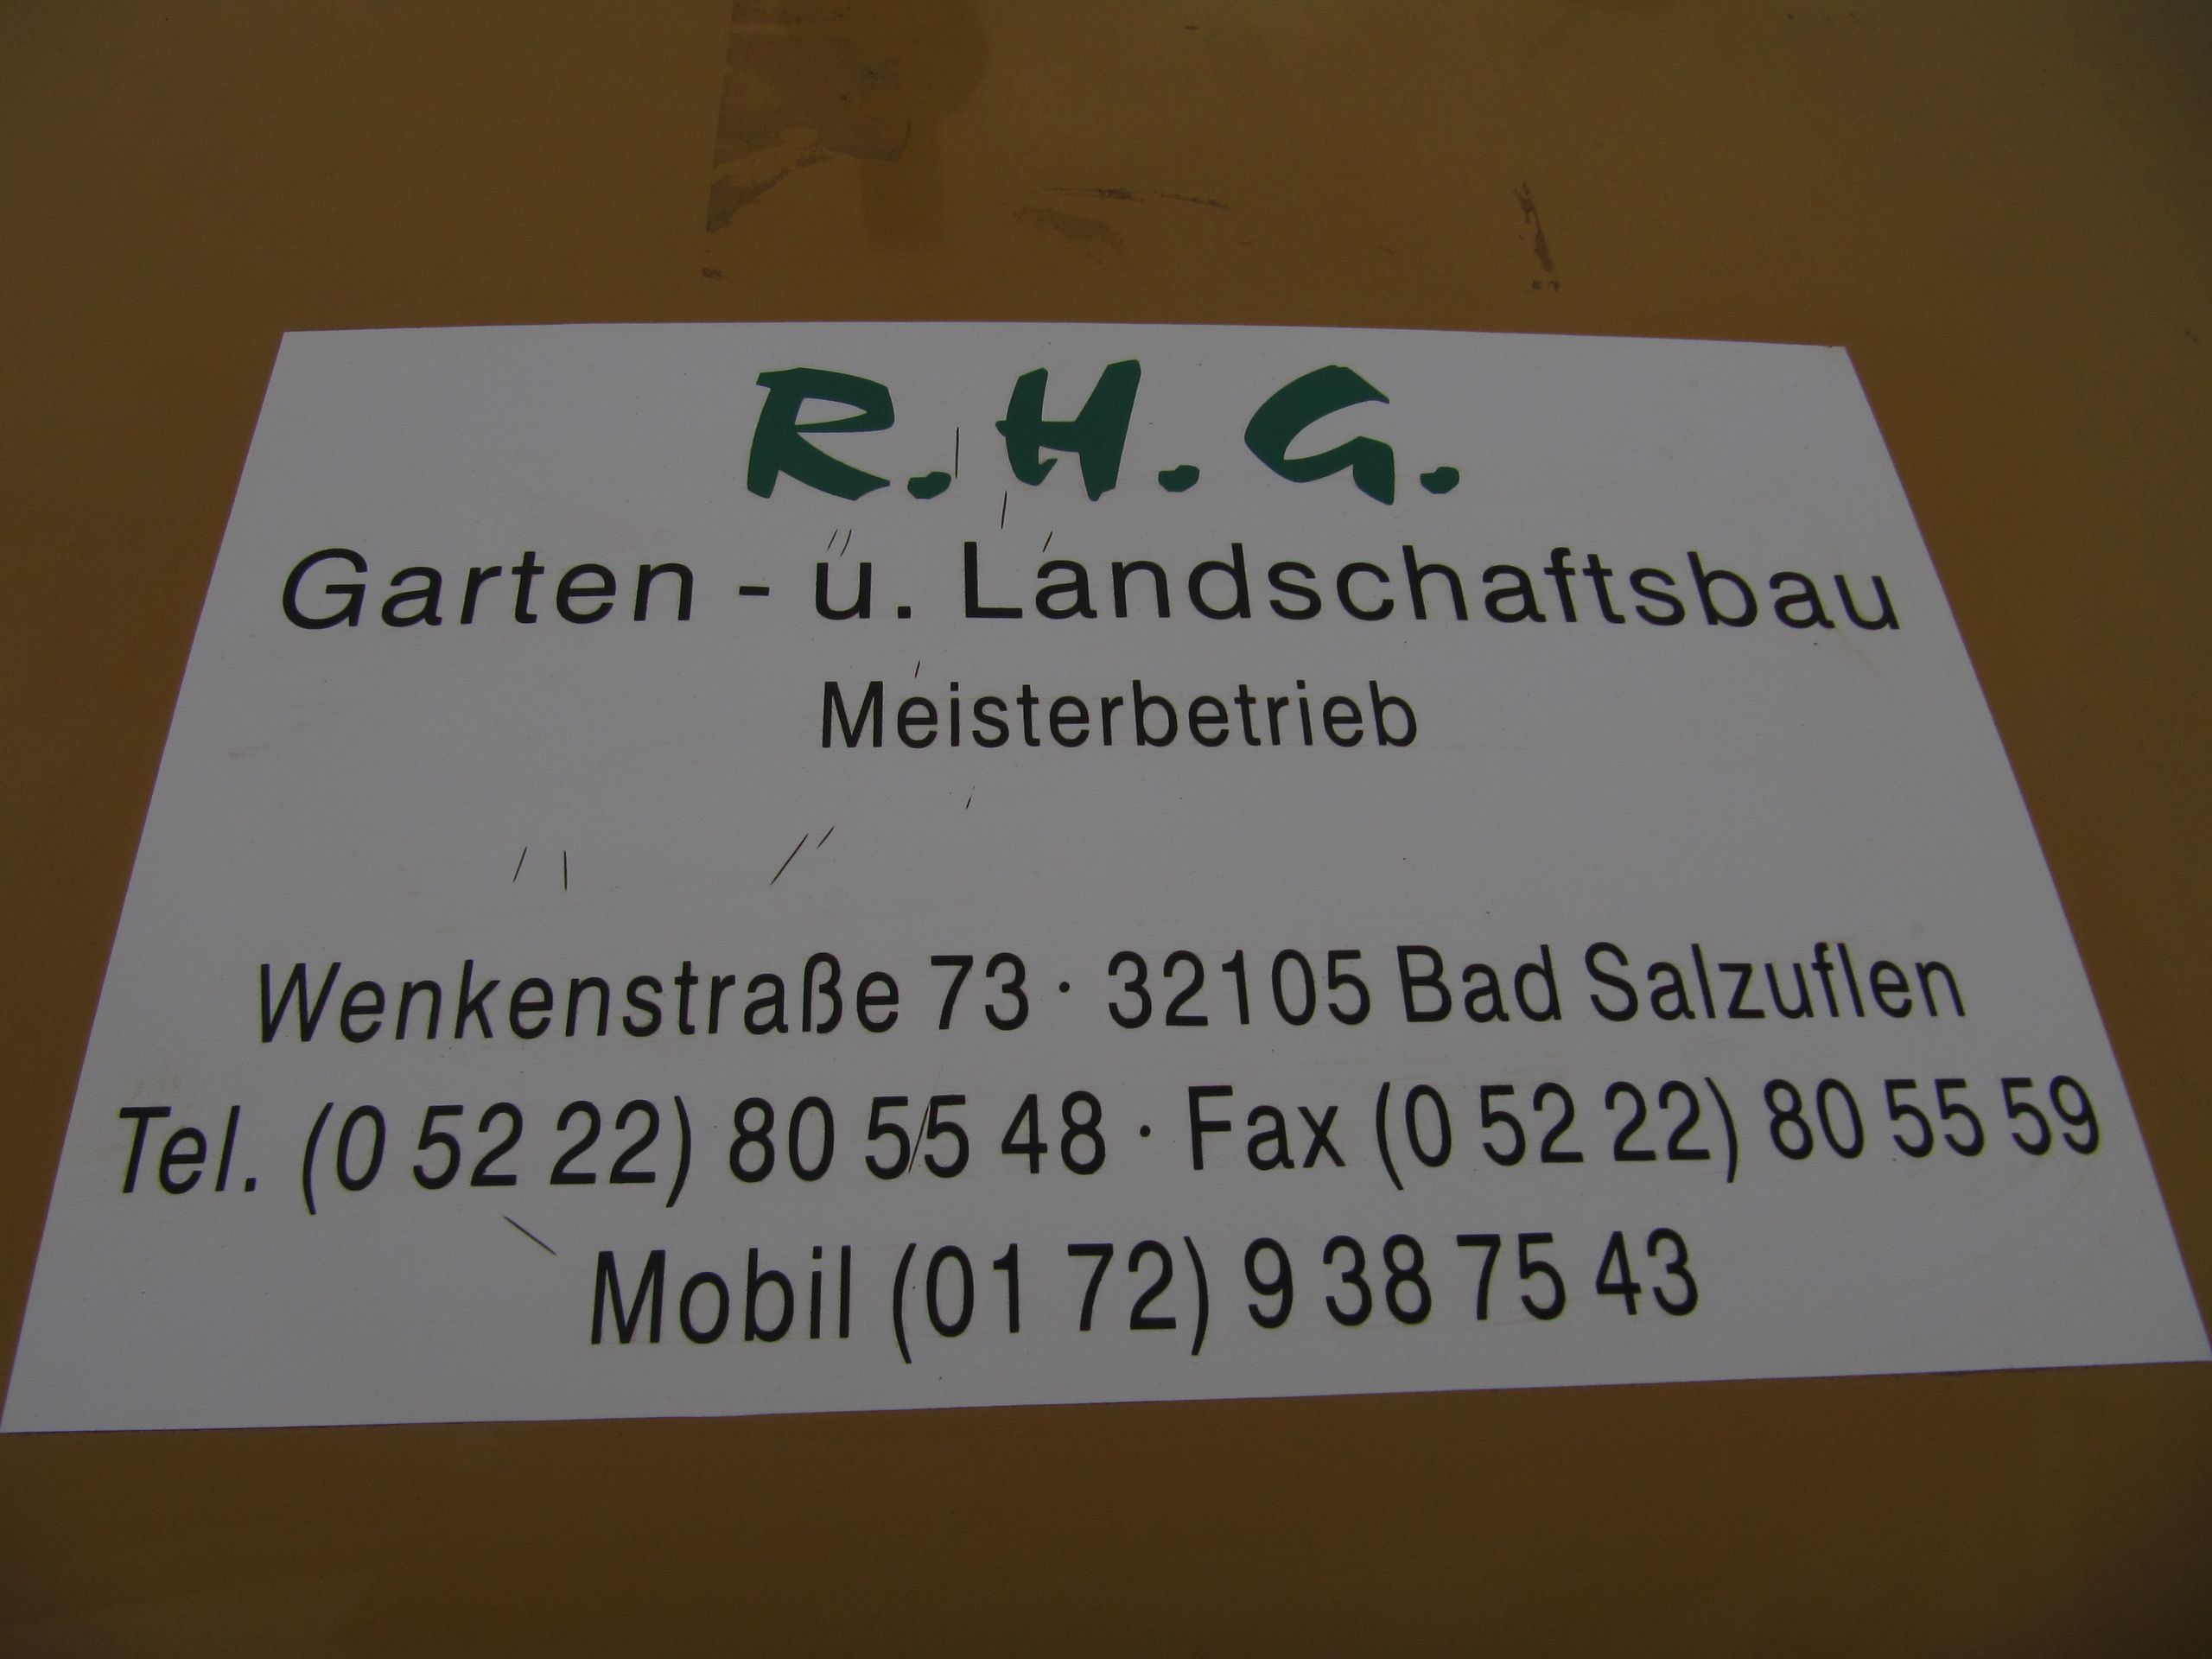 R.H.G.
Garten - u. Landschaftsbau
Meisterbetrieb
Wenkenstraße 73 · 32105 Bad Salzuflen
Tel. (0 52 22) 80 55 48 · Fax (0 52 22) 80 55 59
Mobil (01 72) 9 38 75 43